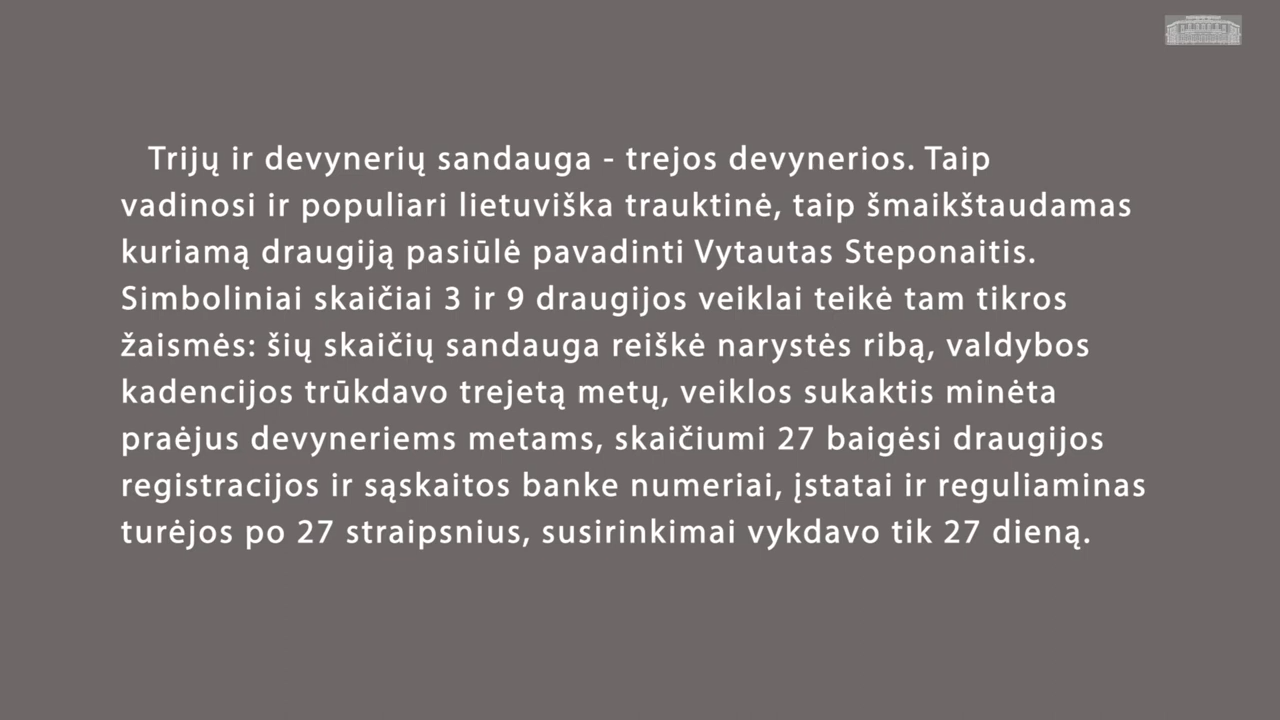 Trijų ir devynerių sandauga - trejos devynerios. Taip
vadinosi ir populiari lietuviška trauktinė, taip šmaikštaudamas
kuriamą draugiją pasiūlė pavadinti Vytautas Steponaitis.
Simboliniai skaičiai 3 ir 9 draugijos veiklai teikė tam tikros
žaismės: šių skaičių sandauga reiškė narystės ribą, valdybos
kadencijos trūkdavo trejetą metų, veiklos sukaktis minėta
praėjus devyneriems metams, skaičiumi 27 baigėsi draugijos
registracijos ir sąskaitos banke numeriai, įstatai ir reguliaminas
turėjos po 27 straipsnius, susirinkimai vykdavo tik 27 dieną.